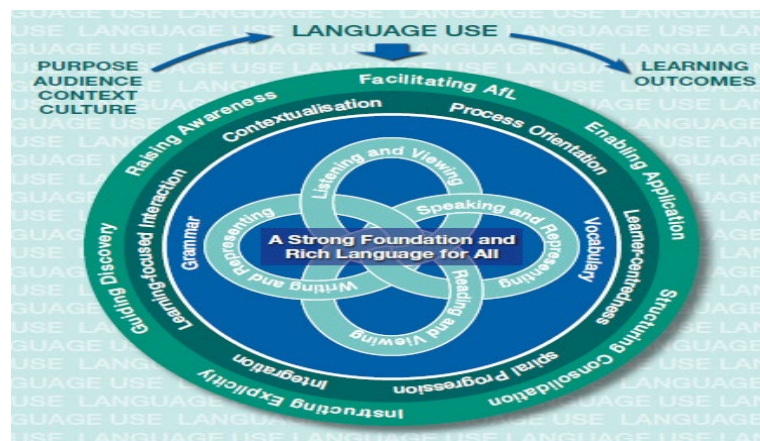 LANGUAGE USE
PURPOSE
AUDIENCE
CONTEXT
CULTURE
LEARNING
OUTCOMES
Raising Awareness
Facilitating AfL
Enabling Application
Structuring Consolidation
Instructing Explicitly
Guiding Discovery
Contextualisation
Process Orientation
Learner-centedness
spiral Progression
Integration
Learning-focused Interaction
Grammar
Vocabulary
Listening and Viewing
Speaking and Representing
Reading and Viewing
Writing and Representing
A Strong Foundation and
Rich Language for All